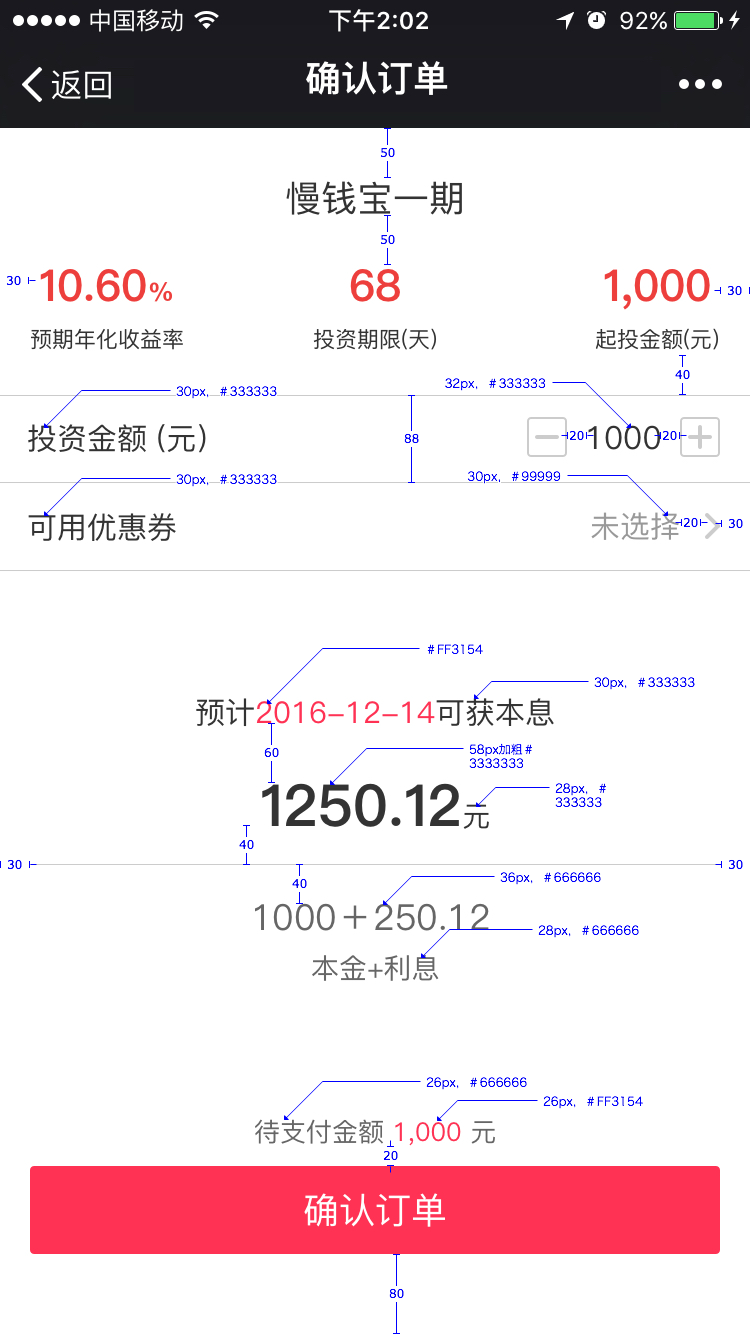 中国移动 下午2:02 92%
返回 确认订单
50
慢钱宝一期
50
30 10.60% 68 1,000 30
预期年化收益率 投资期限(天) 起投金额(元)
40
30px, #333333 32px, #333333
投资金额 (元) 88 20 1000 20
30px, #333333 30px, #99999
可用优惠券 未选择 20 30
#FF3154
30px, #333333
预计2016-12-14可获本息
60 58px加粗#
3333333
1250.12元 28px, #
333333
40
30 30
40 36px, #666666
1000+250.12
28px, #666666
本金+利息
26px, #666666
26px, #FF3154
待支付金额 1,000 元
20
确认订单
80